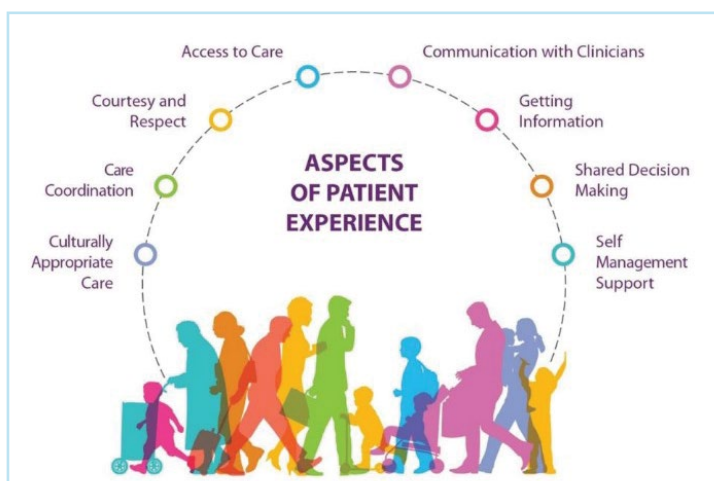 Access to Care
Communication with Clinicians
Courtesy and
Respect
Getting
Information
ASPECTS
OF PATIENT
EXPERIENCE
Care
Coordination
Shared Decision
Making
Culturally
Appropriate
Care
Self
Management
Support